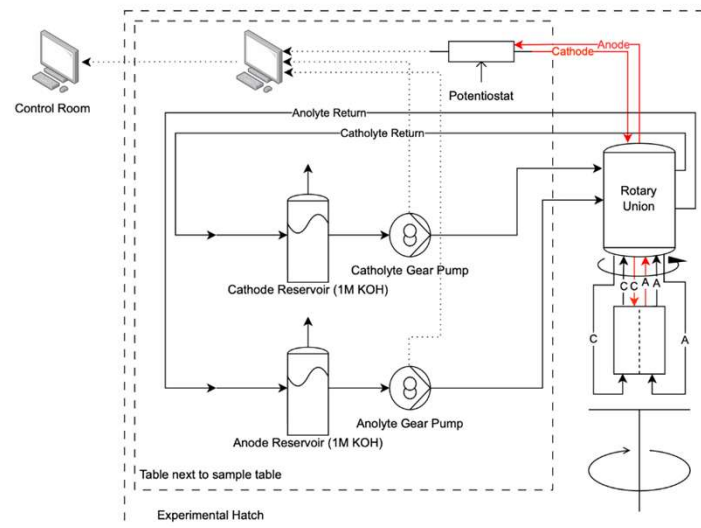 Control Room
Cathode
Anode
Potentiostat
Anolyte Return
Catholyte Return
Rotary
Union
Catholyte Gear Pump
Cathode Reservoir (1M KOH)
C
C
A
A
C
A
Anolyte Gear Pump
Anode Reservoir (1M KOH)
Table next to sample table
Experimental Hatch